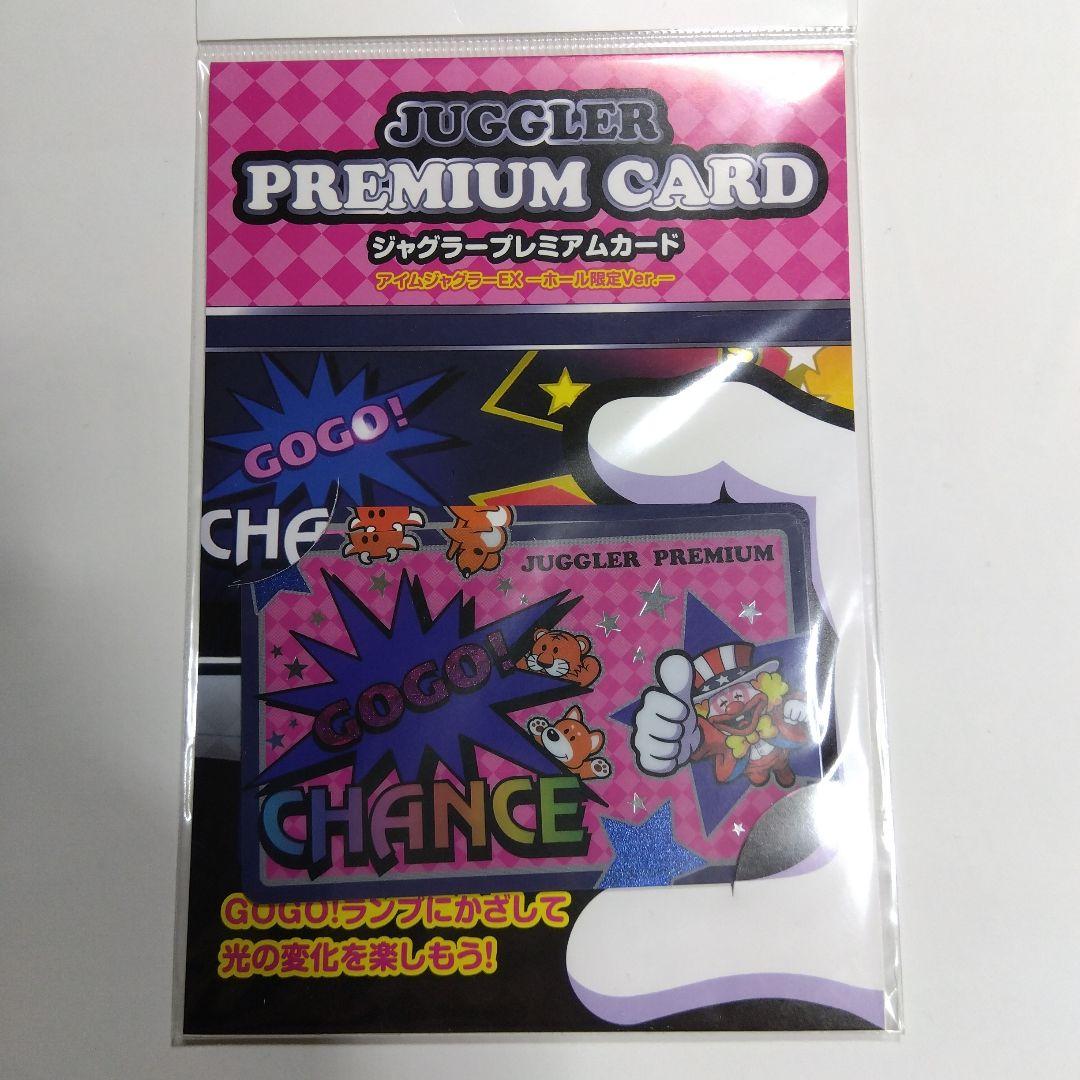 JUGGLER
PREMIUM CARD
ジャグラープレミアムカード
アイムジャグラーEX ーホール限定Ver.ー
GOGO!
CHA
JUGGLER PREMIUM
GOGO!
CHANCE
GOGO!ランプにかざして
光の変化を楽しもう!